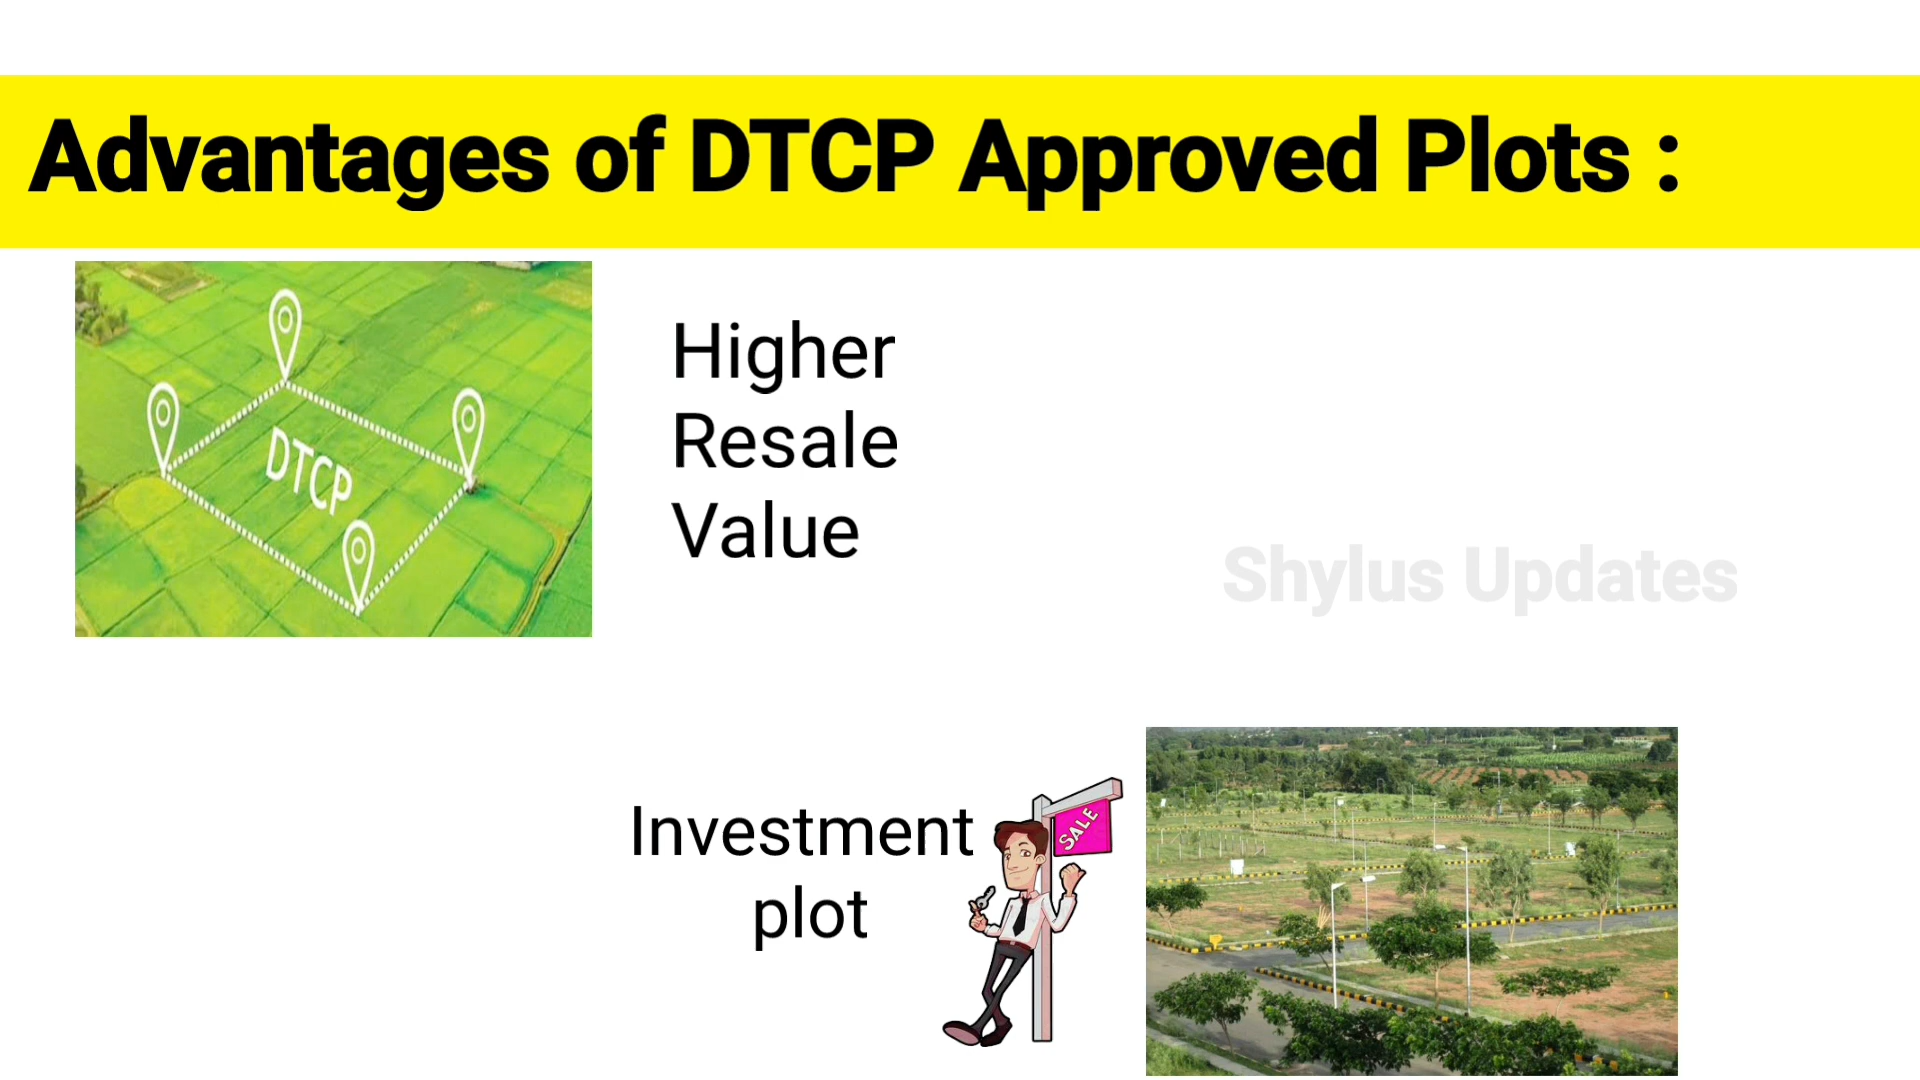 Advantages of DTCP Approved Plots :
DTCP
Higher
Resale
Value
Shylus Updates
Investment
plot
SALE